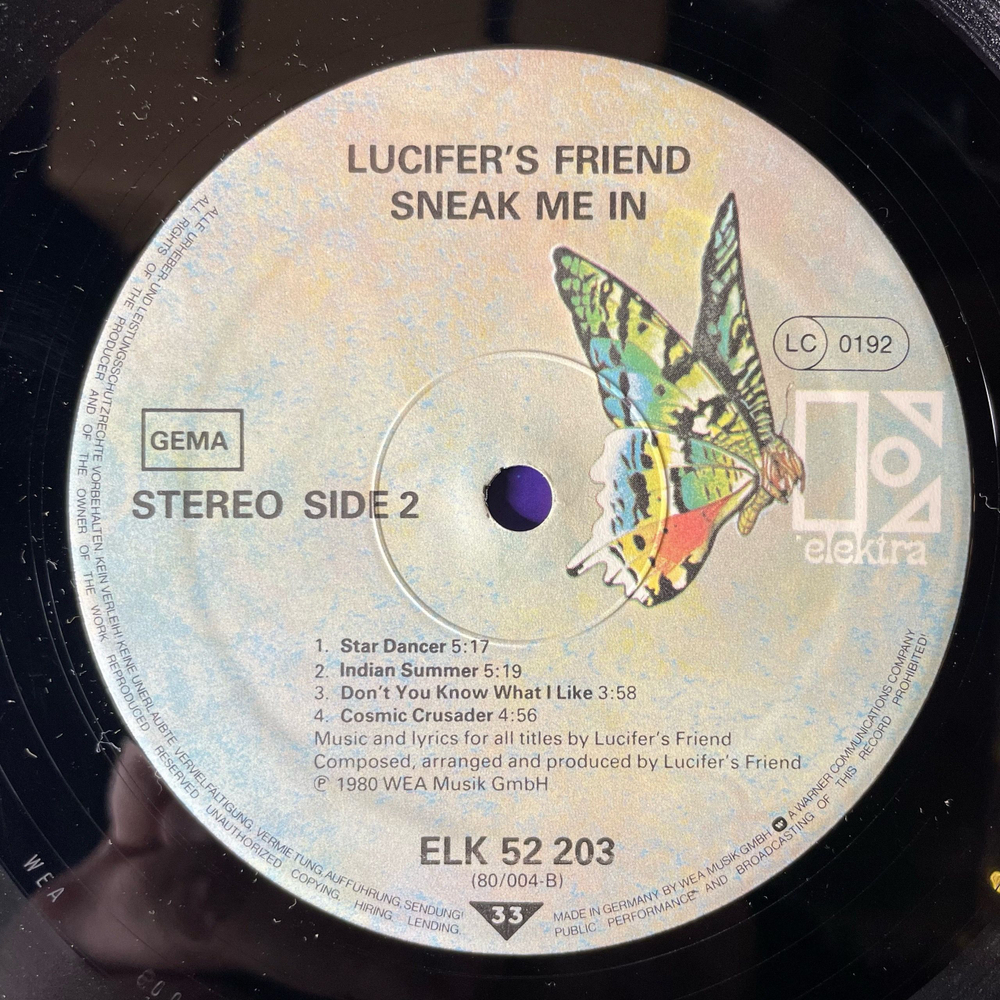 LUCIFER'S FRIEND
SNEAK ME IN
LC 0192
GEMA
STEREO SIDE 2
elektra
1. Star Dancer 5:17
2. Indian Summer 5:19
3. Don't You Know What I Like 3:58
4. Cosmic Crusader 4:56
Music and lyrics for all titles by Lucifer's Friend
Composed, arranged and produced by Lucifer's Friend
℗ 1980 WEA Musik GmbH
ELK 52 203
(80/004-B)
33
ALLE URHEBER- UND LEISTUNGSSCHUTZRECHTE VORBEHALTEN. KEIN VERLEIH! KEINE UNERLAUBTE VERVIELFÄLTIGUNG, VERMIETUNG, AUFFÜHRUNG, SENDUNG!
ALL RIGHTS OF THE PRODUCER AND OF THE OWNER OF THE WORK REPRODUCED RESERVED UNAUTHORIZED COPYING, HIRING, LENDING,
MADE IN GERMANY BY WEA MUSIK GMBH A WARNER COMMUNICATIONS COMPANY
PUBLIC PERFORMANCE AND BROADCASTING OF THIS RECORD PROHIBITED!
WEA